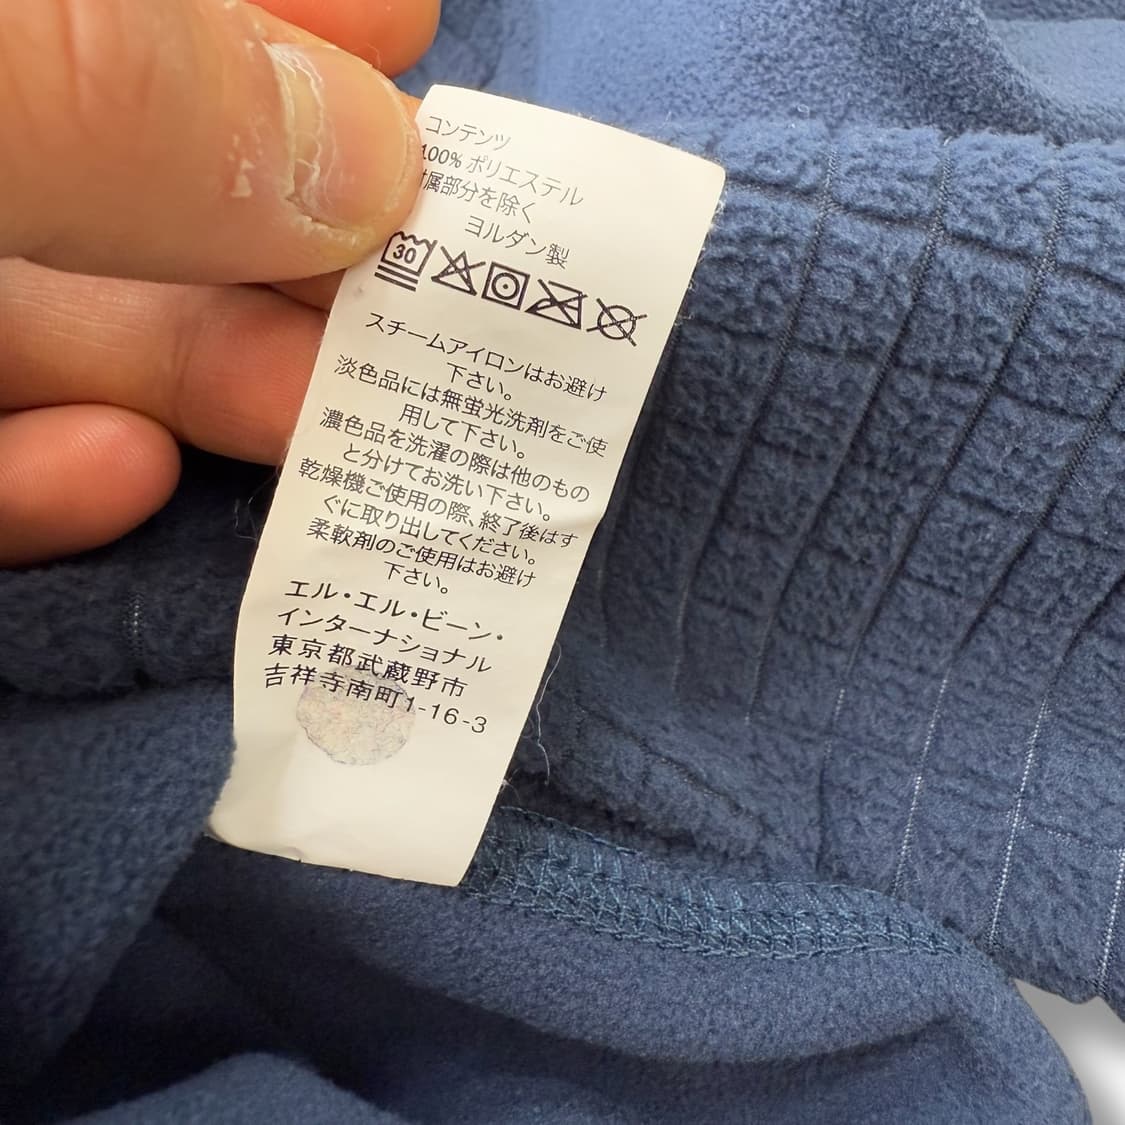 コンテンツ
100% ポリエステル
付属部分を除く
ヨルダン製
30
スチームアイロンはお避け
下さい。
淡色品には無蛍光洗剤をご使
用して下さい。
濃色品を洗濯の際は他のもの
と分けてお洗い下さい。
乾燥機ご使用の際、終了後はす
ぐに取り出してください。
柔軟剤のご使用はお避け
下さい。
エル・エル・ビーン・
インターナショナル
東京都武蔵野市
吉祥寺南町1-16-3